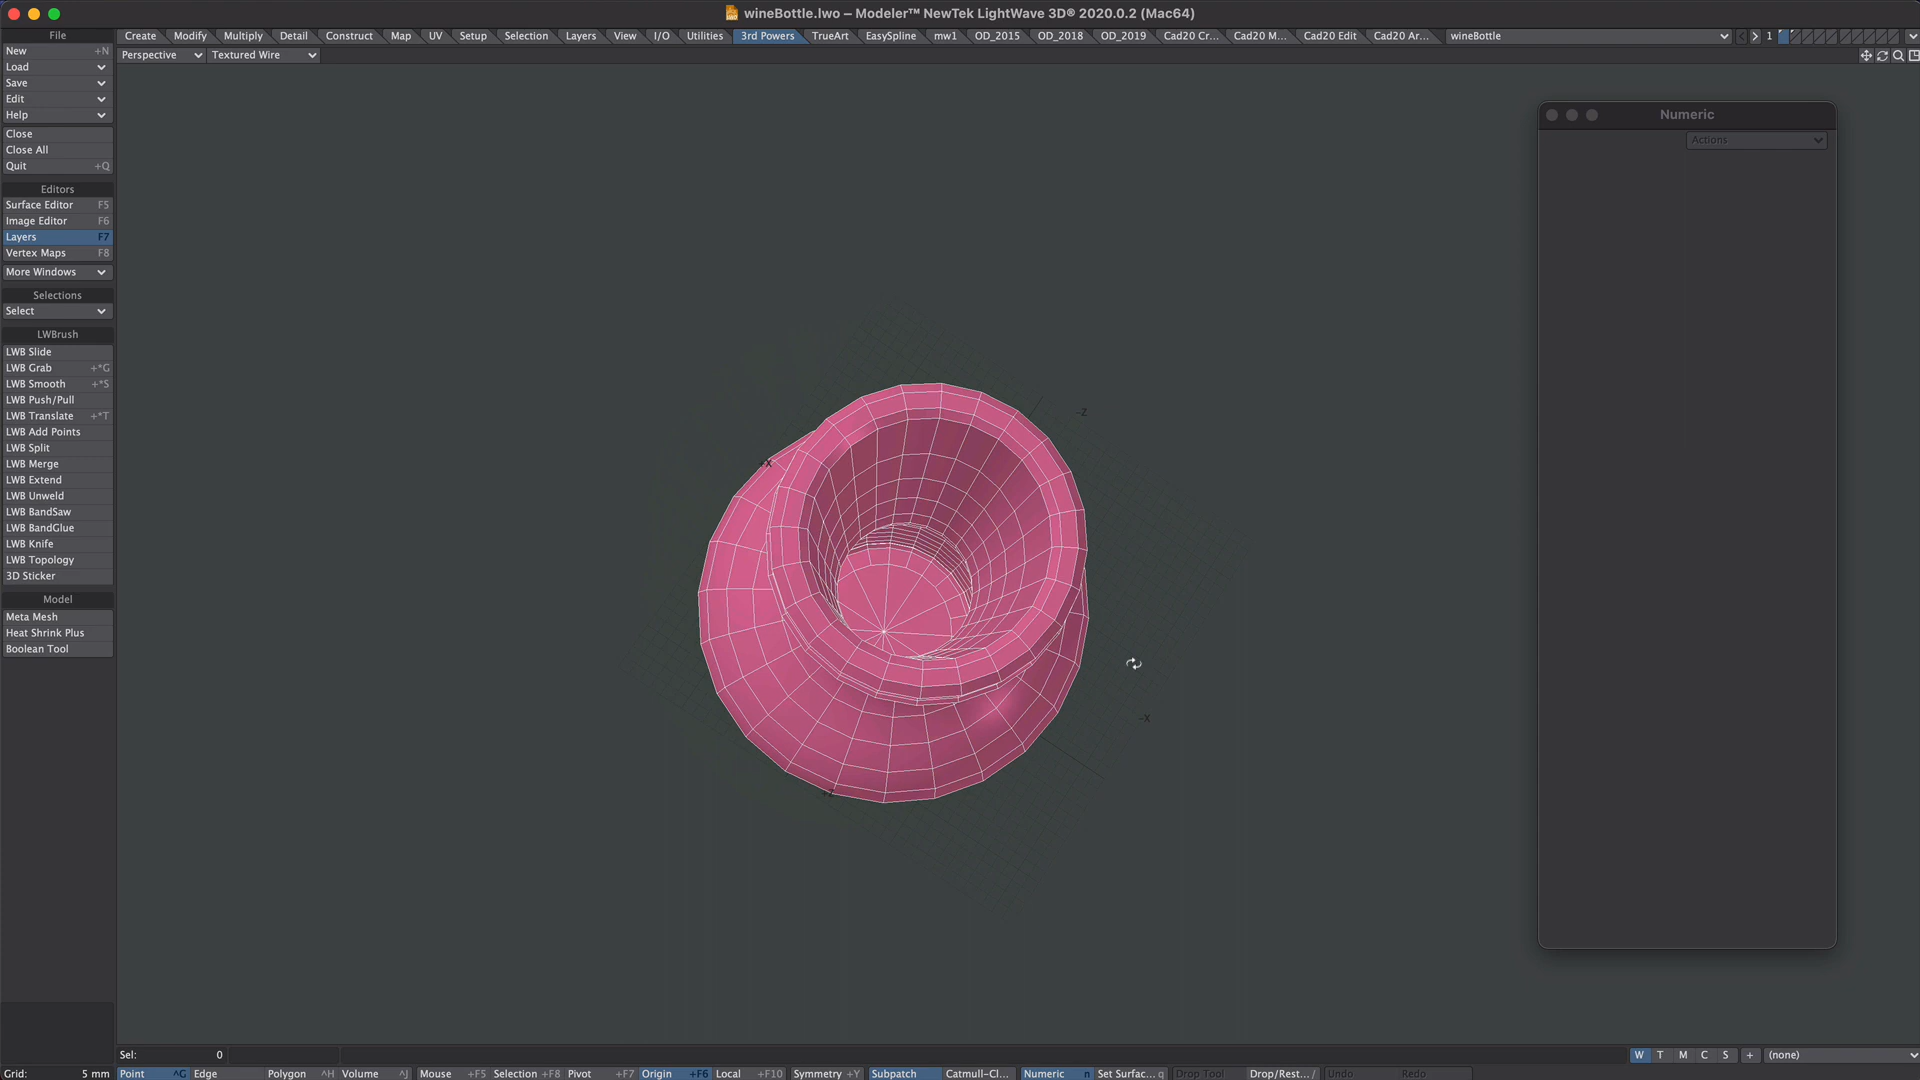 wineBottle.lwo – Modeler™ NewTek LightWave 3D® 2020.0.2 (Mac64)
File Create Modify Multiply Detail Construct Map UV Setup Selection Layers View I/O Utilities 3rd Powers TrueArt EasySpline mw1 OD_2015 OD_2018 OD_2019 Cad20 Cr... Cad20 M... Cad20 Edit Cad20 Ar... wineBottle 1
New +N
Perspective Textured Wire
Load
Save
Edit
Help
Close
Close All
Quit +Q
Editors
Surface Editor F5
Image Editor F6
Layers F7
Vertex Maps F8
More Windows
Selections
Select
LWBrush
LWB Slide
LWB Grab +*G
LWB Smooth +*S
LWB Push/Pull
LWB Translate +*T
LWB Add Points
LWB Split
LWB Merge
LWB Extend
LWB Unweld
LWB BandSaw
LWB BandGlue
LWB Knife
LWB Topology
3D Sticker
Model
Meta Mesh
Heat Shrink Plus
Boolean Tool
Numeric
Actions
-Z
+X
-X
+Z
Sel: 0 W T M C S + (none)
Grid: 5 mm Point ^G Edge Polygon ^H Volume ^J Mouse +F5 Selection +F8 Pivot +F7 Origin +F6 Local +F10 Symmetry +Y Subpatch Catmull-Cl... Numeric n Set Surfac... q Drop Tool Drop/Rest... / Undo Redo